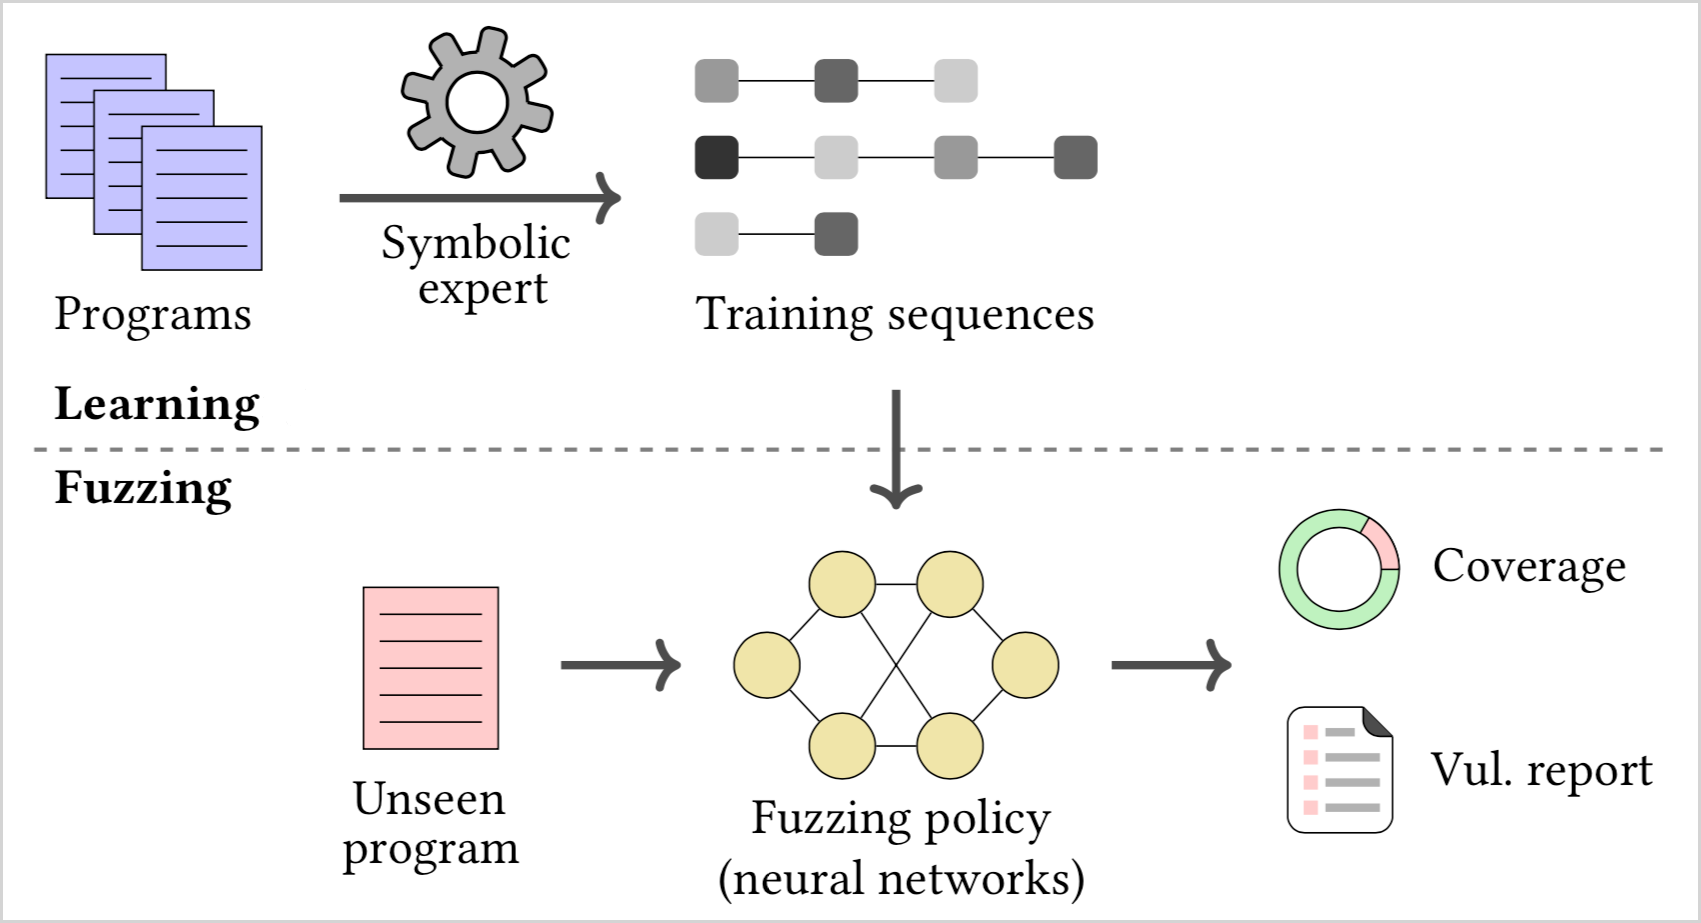 Symbolic
expert
Programs
Training sequences
Learning
Fuzzing
Coverage
Unseen
program
Fuzzing policy
(neural networks)
Vul. report